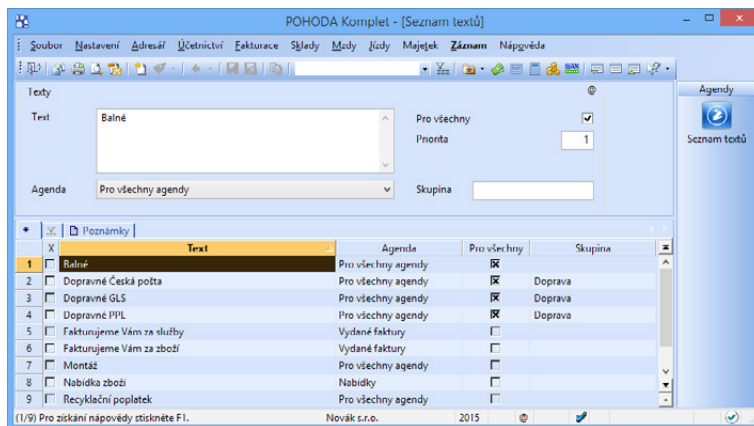 POHODA Komplet - [Seznam textů]
Soubor Nastavení Adresář Účetnictví Fakturace Sklady Mzdy Jízdy Majetek Záznam Nápověda
Texty @
Text Balné Pro všechny
Priorita 1
Agenda Pro všechny agendy Skupina
Agendy
Seznam textů
* X Poznámky
X Text Agenda Pro všechny Skupina
1 Balné Pro všechny agendy
2 Dopravné Česká pošta Pro všechny agendy Doprava
3 Dopravné GLS Pro všechny agendy Doprava
4 Dopravné PPL Pro všechny agendy Doprava
5 Fakturujeme Vám za služby Vydané faktury
6 Fakturujeme Vám za zboží Vydané faktury
7 Montáž Pro všechny agendy
8 Nabídka zboží Nabídky
9 Recyklační poplatek Pro všechny agendy
(1/9) Pro získání nápovědy stiskněte F1. Novák s.r.o. 2015 @